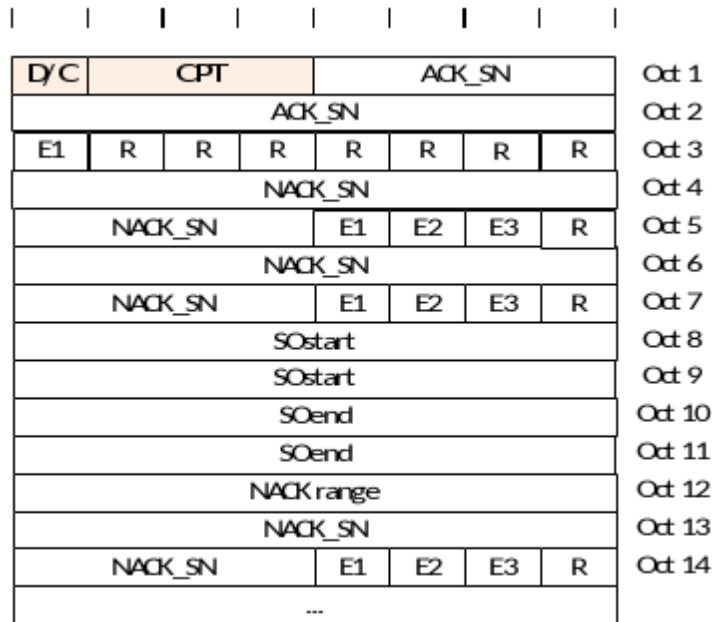 D/C CPT ACK_SN Oct 1
ACK_SN Oct 2
E1 R R R R R R R Oct 3
NACK_SN Oct 4
NACK_SN E1 E2 E3 R Oct 5
NACK_SN Oct 6
NACK_SN E1 E2 E3 R Oct 7
SOstart Oct 8
SOstart Oct 9
SOend Oct 10
SOend Oct 11
NACK range Oct 12
NACK_SN Oct 13
NACK_SN E1 E2 E3 R Oct 14
...